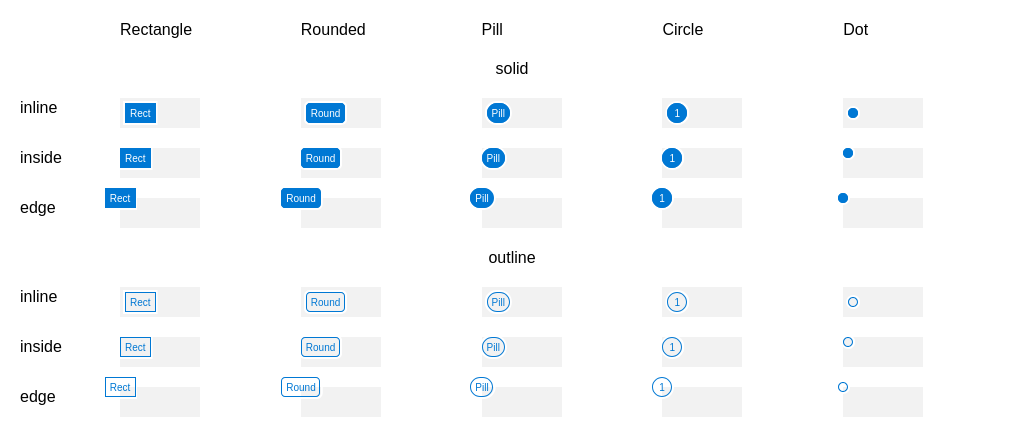 Rectangle Rounded Pill Circle Dot
solid
inline Rect Round Pill 1
inside Rect Round Pill 1
edge Rect Round Pill 1
outline
inline Rect Round Pill 1
inside Rect Round Pill 1
edge Rect Round Pill 1